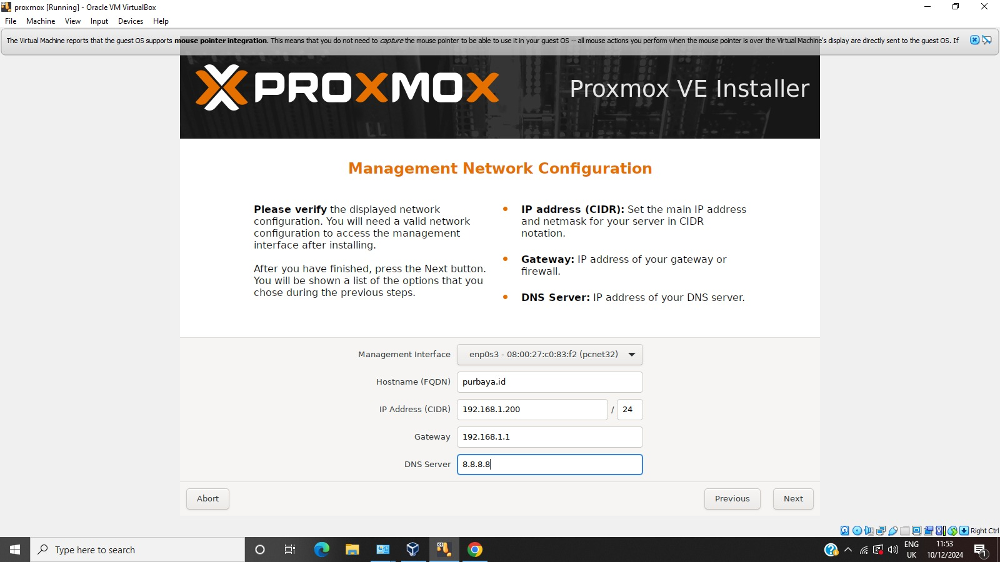 proxmox [Running] - Oracle VM VirtualBox
File Machine View Input Devices Help
The Virtual Machine reports that the guest OS supports mouse pointer integration. This means that you do not need to capture the mouse pointer to be able to use it in your guest OS -- all mouse actions you perform when the mouse pointer is over the Virtual Machine's display are directly sent to the guest OS. If
PROXMOX
Proxmox VE Installer
Management Network Configuration
Please verify the displayed network
configuration. You will need a valid network
configuration to access the management
interface after installing.
After you have finished, press the Next button.
You will be shown a list of the options that you
chose during the previous steps.
IP address (CIDR): Set the main IP address
and netmask for your server in CIDR
notation.
Gateway: IP address of your gateway or
firewall.
DNS Server: IP address of your DNS server.
Management Interface enp0s3 - 08:00:27:c0:83:f2 (pcnet32)
Hostname (FQDN) purbaya.id
IP Address (CIDR) 192.168.1.200 / 24
Gateway 192.168.1.1
DNS Server 8.8.8.8
Abort Previous Next
Right Ctrl
Type here to search
ENG
UK
11:53
10/12/2024
1